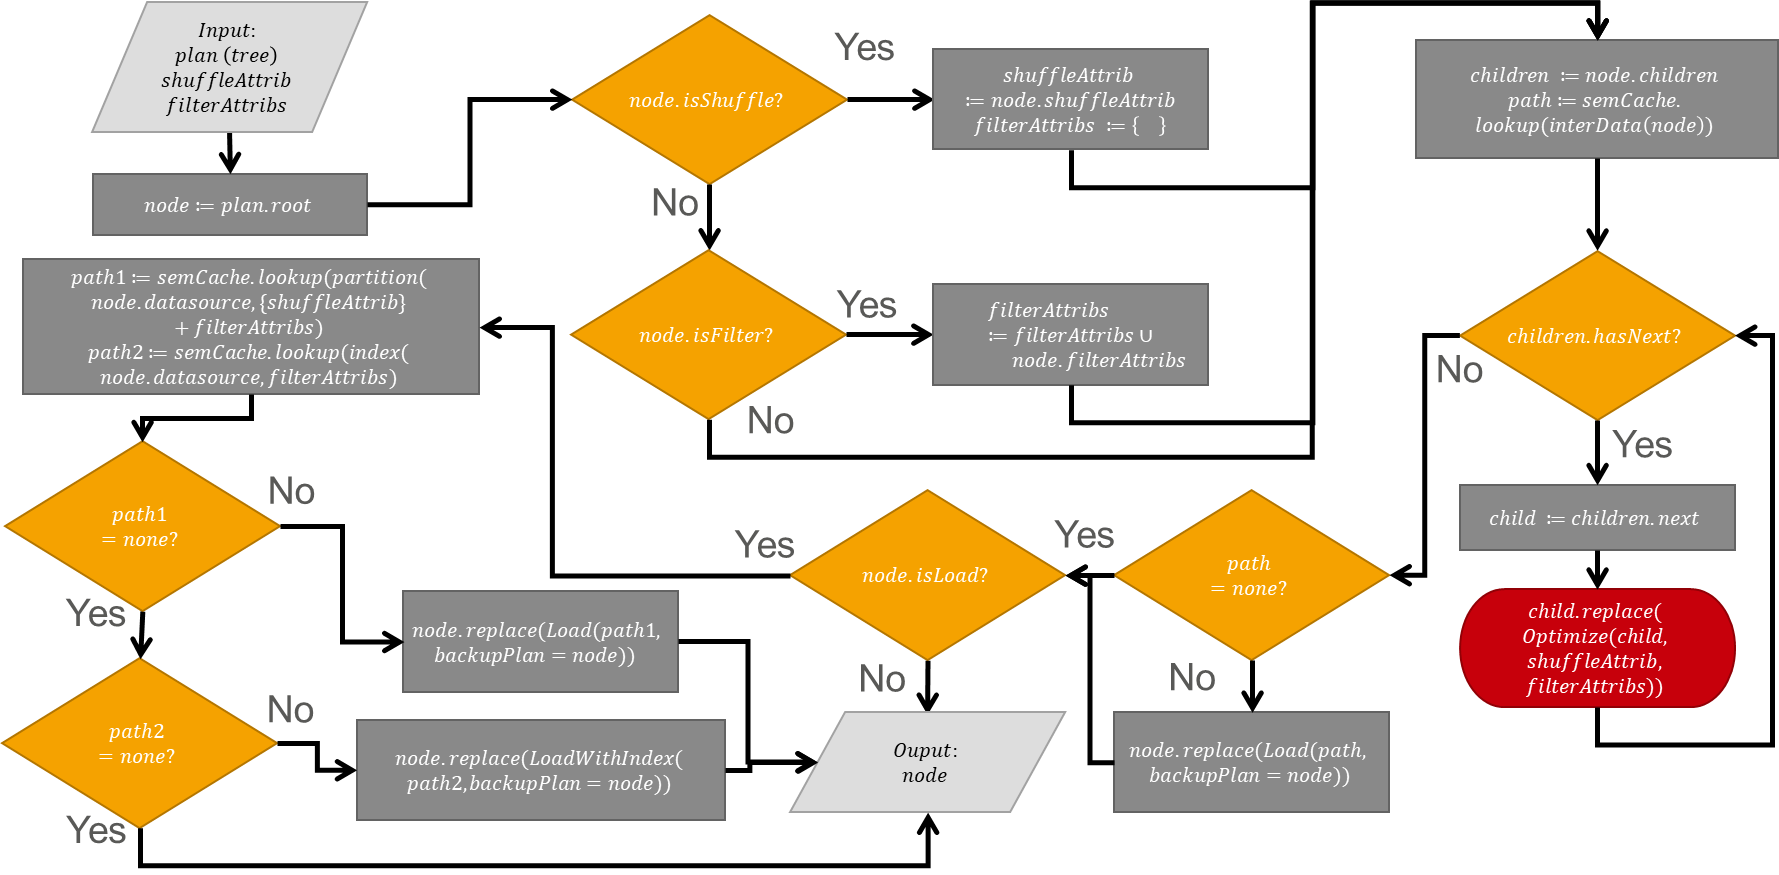 Input:
plan (tree)
shuffleAttrib
filterAttribs
node ≔ plan.root
node.isShuffle?
Yes
shuffleAttrib
≔ node.shuffleAttrib
filterAttribs ≔ { }
No
node.isFilter?
Yes
filterAttribs
≔ filterAttribs ∪
node.filterAttribs
No
children ≔ node.children
path ≔ semCache.
lookup(interData(node))
children.hasNext?
No
Yes
child ≔ children.next
child.replace(
Optimize(child,
shuffleAttrib,
filterAttribs))
path
= none?
Yes
No
node.replace(Load(path,
backupPlan = node))
node.isLoad?
Yes
No
path1 ≔ semCache.lookup(partition(
node.datasource, {shuffleAttrib}
+ filterAttribs)
path2 ≔ semCache.lookup(index(
node.datasource, filterAttribs)
path1
= none?
No
Yes
node.replace(Load(path1,
backupPlan = node))
path2
= none?
No
Yes
node.replace(LoadWithIndex(
path2, backupPlan = node))
Ouput:
node